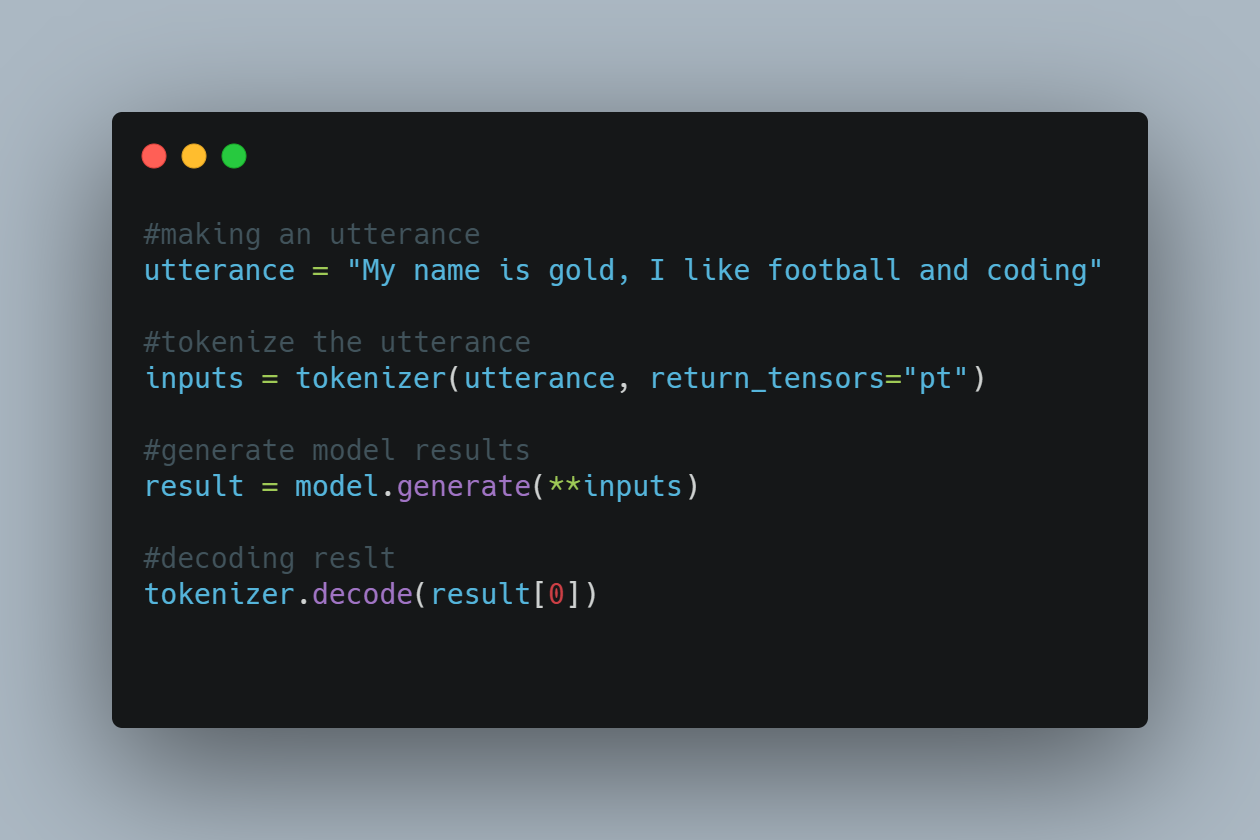 #making an utterance
utterance = "My name is gold, I like football and coding"
#tokenize the utterance
inputs = tokenizer(utterance, return_tensors="pt")
#generate model results
result = model.generate(**inputs)
#decoding reslt
tokenizer.decode(result[0])